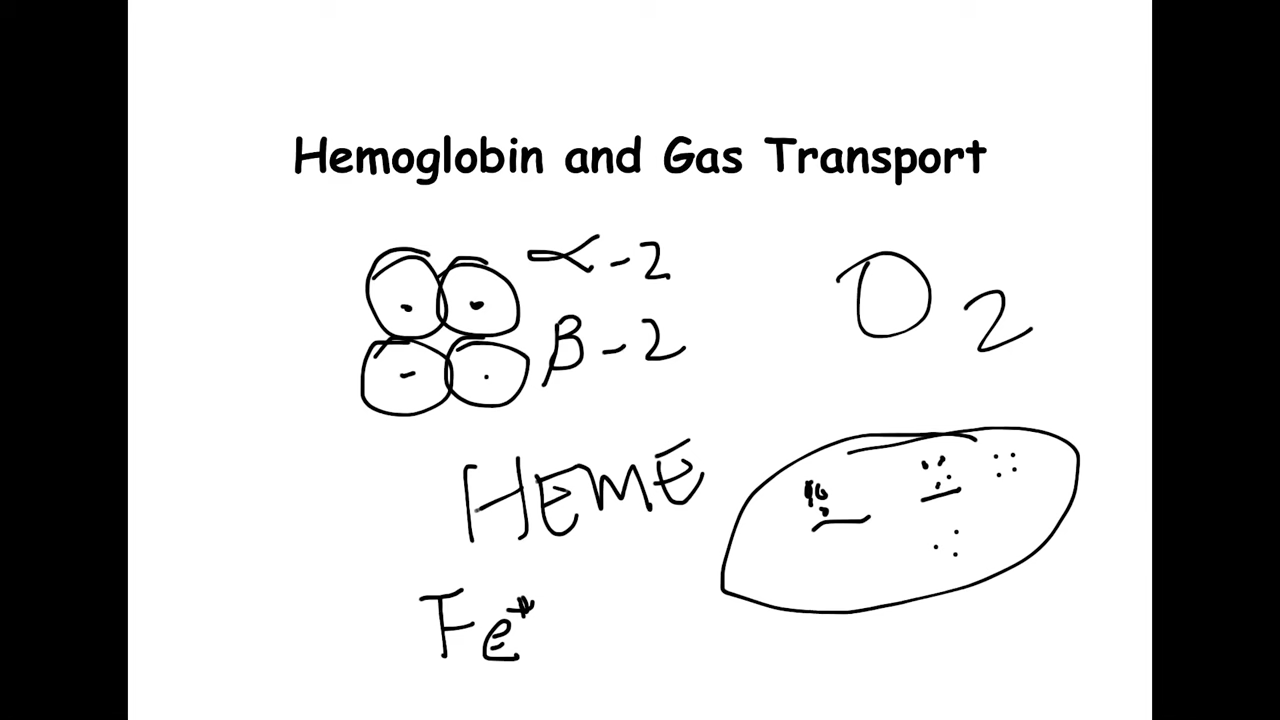 Hemoglobin and Gas Transport
α-2
β-2
O2
HEME
Fe